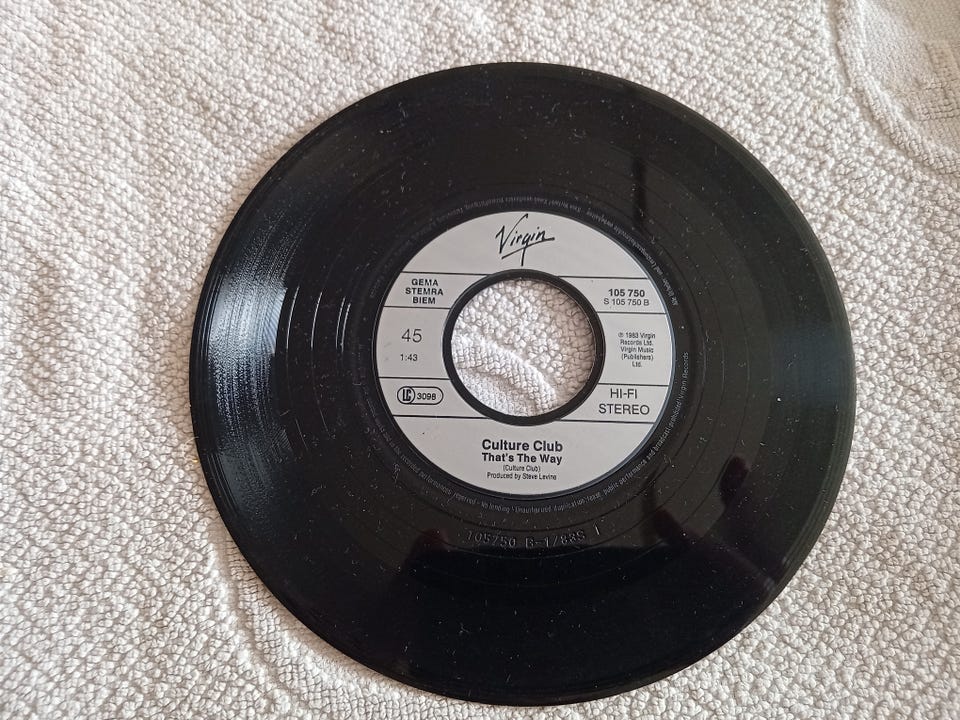 Virgin
GEMA
STEMRA
BIEM
105 750
S 105 750 B
45
1:43
℗ 1983 Virgin
Records Ltd.
Virgin Music
(Publishers)
Ltd.
LC 3098
HI-FI
STEREO
Culture Club
That's The Way
(Culture Club)
Produced by Steve Levine
105750 B-1/83S